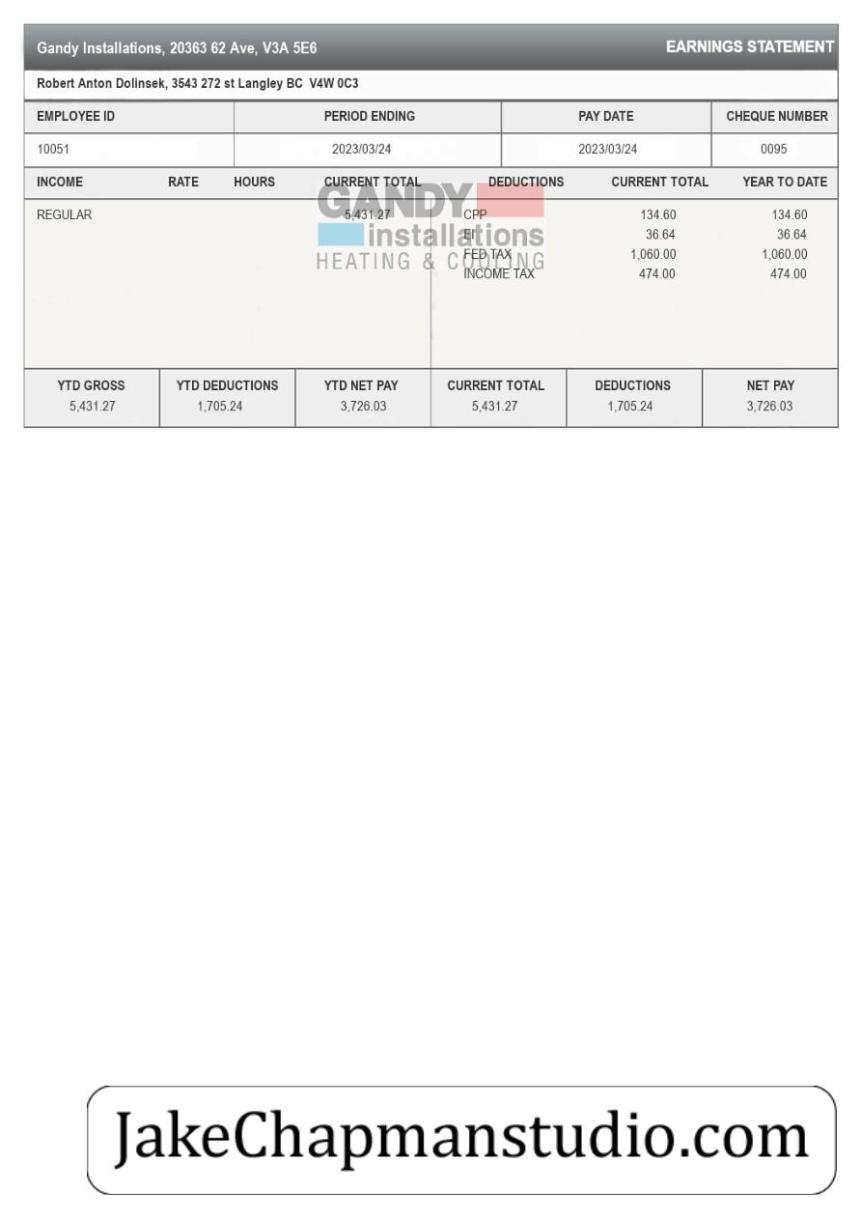 Gandy Installations, 20363 62 Ave, V3A 5E6 EARNINGS STATEMENT
Robert Anton Dolinsek, 3543 272 st Langley BC V4W 0C3
EMPLOYEE ID PERIOD ENDING PAY DATE CHEQUE NUMBER
10051 2023/03/24 2023/03/24 0095
INCOME RATE HOURS CURRENT TOTAL DEDUCTIONS CURRENT TOTAL YEAR TO DATE
GANDY
REGULAR 5,431.27 CPP 134.60 134.60
installations
EI 36.64 36.64
HEATING & COOLING
FED TAX 1,060.00 1,060.00
INCOME TAX 474.00 474.00
YTD GROSS YTD DEDUCTIONS YTD NET PAY CURRENT TOTAL DEDUCTIONS NET PAY
5,431.27 1,705.24 3,726.03 5,431.27 1,705.24 3,726.03
JakeChapmanstudio.com